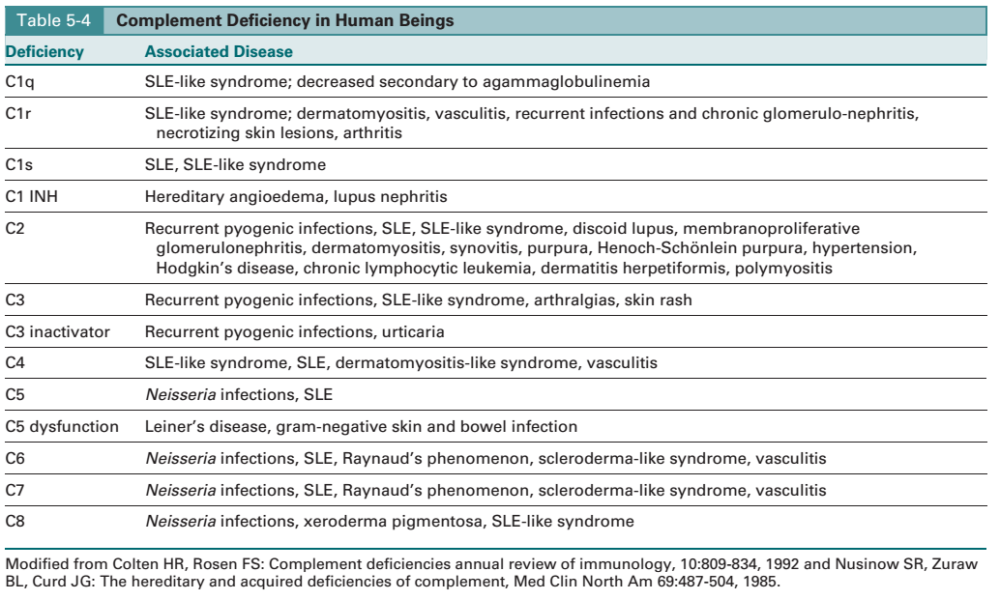 Table 5-4 Complement Deficiency in Human Beings
Deficiency Associated Disease
C1q SLE-like syndrome; decreased secondary to agammaglobulinemia
C1r SLE-like syndrome; dermatomyositis, vasculitis, recurrent infections and chronic glomerulo-nephritis,
necrotizing skin lesions, arthritis
C1s SLE, SLE-like syndrome
C1 INH Hereditary angioedema, lupus nephritis
C2 Recurrent pyogenic infections, SLE, SLE-like syndrome, discoid lupus, membranoproliferative
glomerulonephritis, dermatomyositis, synovitis, purpura, Henoch-Schönlein purpura, hypertension,
Hodgkin's disease, chronic lymphocytic leukemia, dermatitis herpetiformis, polymyositis
C3 Recurrent pyogenic infections, SLE-like syndrome, arthralgias, skin rash
C3 inactivator Recurrent pyogenic infections, urticaria
C4 SLE-like syndrome, SLE, dermatomyositis-like syndrome, vasculitis
C5 Neisseria infections, SLE
C5 dysfunction Leiner's disease, gram-negative skin and bowel infection
C6 Neisseria infections, SLE, Raynaud's phenomenon, scleroderma-like syndrome, vasculitis
C7 Neisseria infections, SLE, Raynaud's phenomenon, scleroderma-like syndrome, vasculitis
C8 Neisseria infections, xeroderma pigmentosa, SLE-like syndrome
Modified from Colten HR, Rosen FS: Complement deficiencies annual review of immunology, 10:809-834, 1992 and Nusinow SR, Zuraw
BL, Curd JG: The hereditary and acquired deficiencies of complement, Med Clin North Am 69:487-504, 1985.